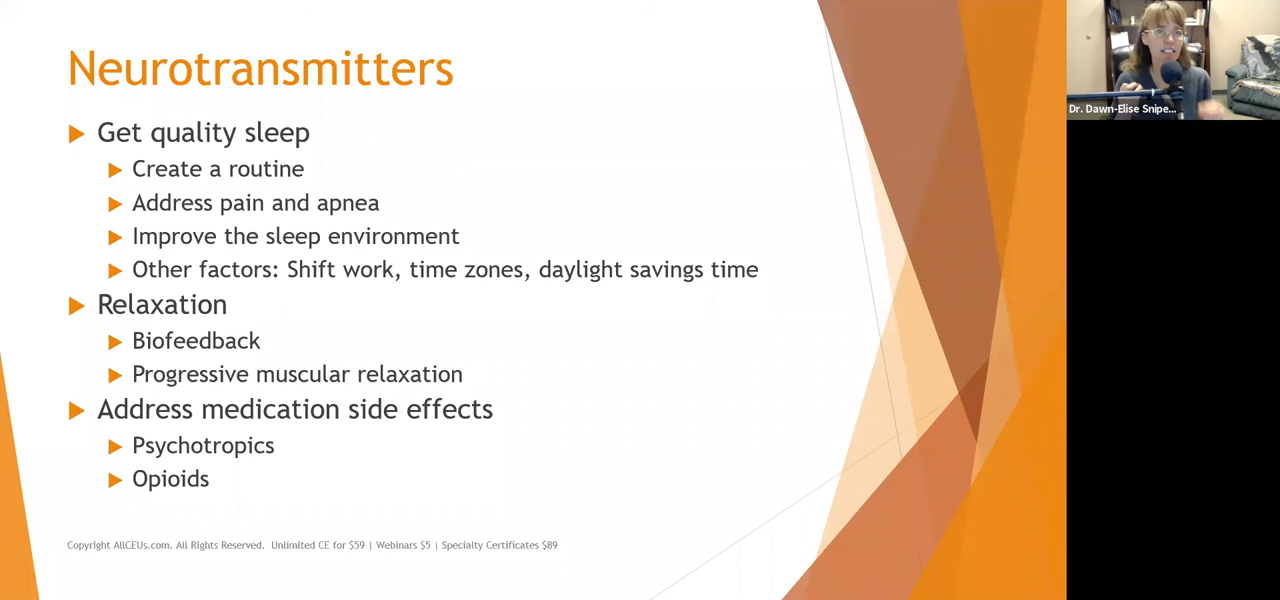 Neurotransmitters
Get quality sleep
Create a routine
Address pain and apnea
Improve the sleep environment
Other factors: Shift work, time zones, daylight savings time
Relaxation
Biofeedback
Progressive muscular relaxation
Address medication side effects
Psychotropics
Opioids
Copyright AllCEUs.com. All Rights Reserved. Unlimited CE for $59 | Webinars $5 | Specialty Certificates $89
Dr. Dawn-Elise Snipe...